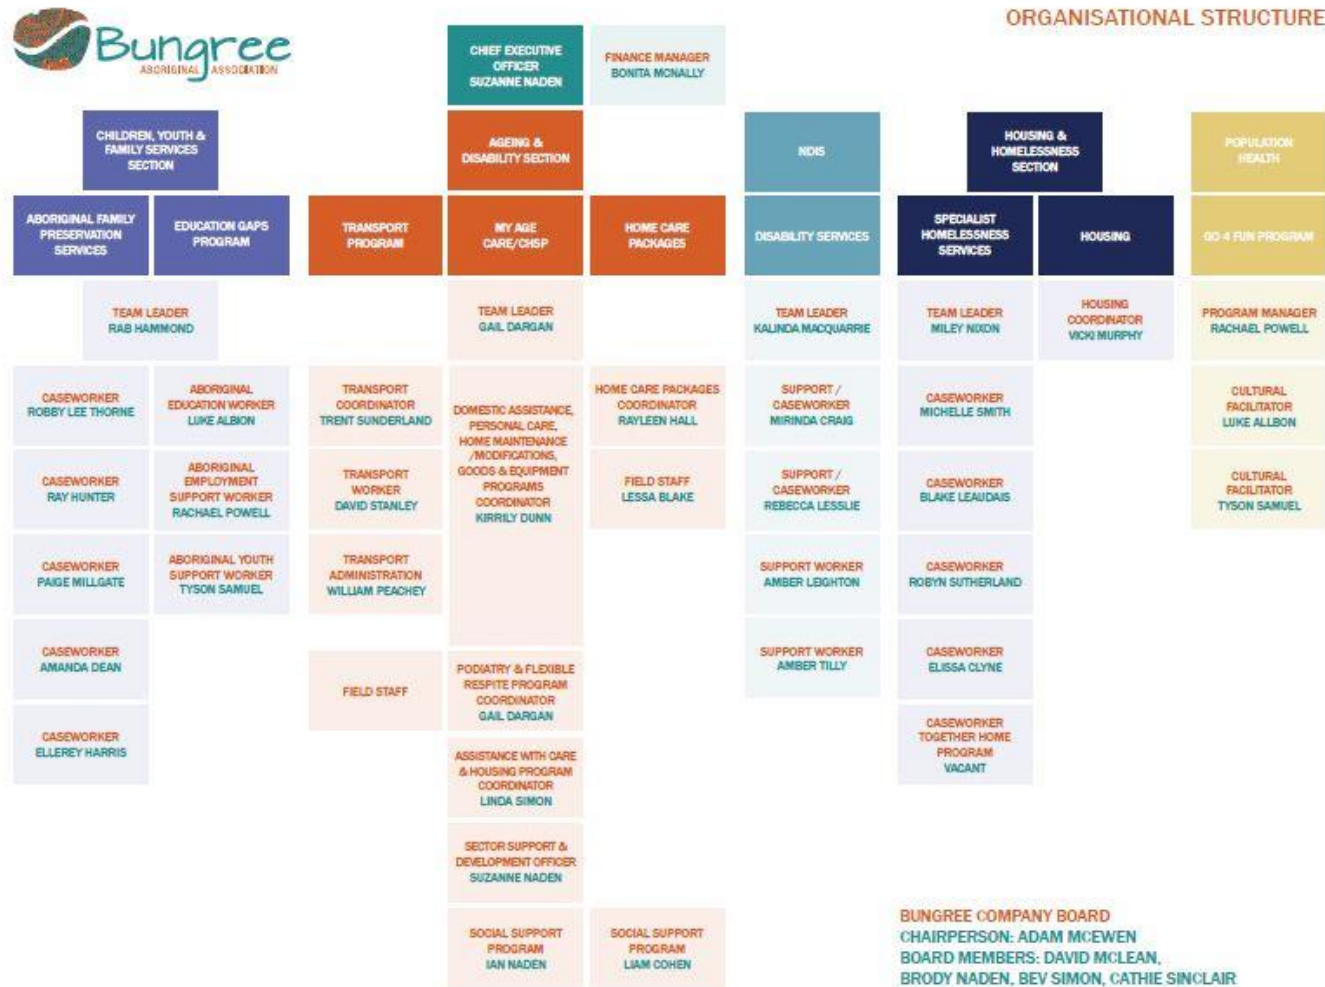 Bungree
ABORIGINAL ASSOCIATION
ORGANISATIONAL STRUCTURE
CHIEF EXECUTIVE
OFFICER
SUZANNE NADEN
FINANCE MANAGER
BONITA MCNALLY
CHILDREN, YOUTH &
FAMILY SERVICES
SECTION
AGEING &
DISABILITY SECTION
NDIS
HOUSING &
HOMELESSNESS
SECTION
POPULATION
HEALTH
ABORIGINAL FAMILY
PRESERVATION
SERVICES
EDUCATION GAPS
PROGRAM
TRANSPORT
PROGRAM
MY AGE
CARE/CHSP
HOME CARE
PACKAGES
DISABILITY SERVICES
SPECIALIST
HOMELESSNESS
SERVICES
HOUSING
GO 4 FUN PROGRAM
TEAM LEADER
RAB HAMMOND
TEAM LEADER
GAIL DARGAN
TEAM LEADER
KALINDA MACQUARRIE
TEAM LEADER
MILEY NIXON
HOUSING
COORDINATOR
VICKI MURPHY
PROGRAM MANAGER
RACHAEL POWELL
CASEWORKER
ROBBY LEE THORNE
ABORIGINAL
EDUCATION WORKER
LUKE ALBION
TRANSPORT
COORDINATOR
TRENT SUNDERLAND
DOMESTIC ASSISTANCE,
PERSONAL CARE,
HOME MAINTENANCE
/MODIFICATIONS,
GOODS & EQUIPMENT
PROGRAMS
COORDINATOR
KIRRILY DUNN
HOME CARE PACKAGES
COORDINATOR
RAYLEEN HALL
SUPPORT /
CASEWORKER
MIRINDA CRAIG
CASEWORKER
MICHELLE SMITH
CULTURAL
FACILITATOR
LUKE ALLBON
CASEWORKER
RAY HUNTER
ABORIGINAL
EMPLOYMENT
SUPPORT WORKER
RACHAEL POWELL
TRANSPORT
WORKER
DAVID STANLEY
FIELD STAFF
LESSA BLAKE
SUPPORT /
CASEWORKER
REBECCA LESSLIE
CASEWORKER
BLAKE LEAUDAIS
CULTURAL
FACILITATOR
TYSON SAMUEL
CASEWORKER
PAIGE MILLGATE
ABORIGINAL YOUTH
SUPPORT WORKER
TYSON SAMUEL
TRANSPORT
ADMINISTRATION
WILLIAM PEACHEY
SUPPORT WORKER
AMBER LEIGHTON
CASEWORKER
ROBYN SUTHERLAND
CASEWORKER
AMANDA DEAN
FIELD STAFF
PODIATRY & FLEXIBLE
RESPITE PROGRAM
COORDINATOR
GAIL DARGAN
SUPPORT WORKER
AMBER TILLY
CASEWORKER
ELISSA CLYNE
CASEWORKER
ELLEREY HARRIS
ASSISTANCE WITH CARE
& HOUSING PROGRAM
COORDINATOR
LINDA SIMON
CASEWORKER
TOGETHER HOME
PROGRAM
VACANT
SECTOR SUPPORT &
DEVELOPMENT OFFICER
SUZANNE NADEN
SOCIAL SUPPORT
PROGRAM
IAN NADEN
SOCIAL SUPPORT
PROGRAM
LIAM COHEN
BUNGREE COMPANY BOARD
CHAIRPERSON: ADAM MCEWEN
BOARD MEMBERS: DAVID MCLEAN,
BRODY NADEN, BEV SIMON, CATHIE SINCLAIR